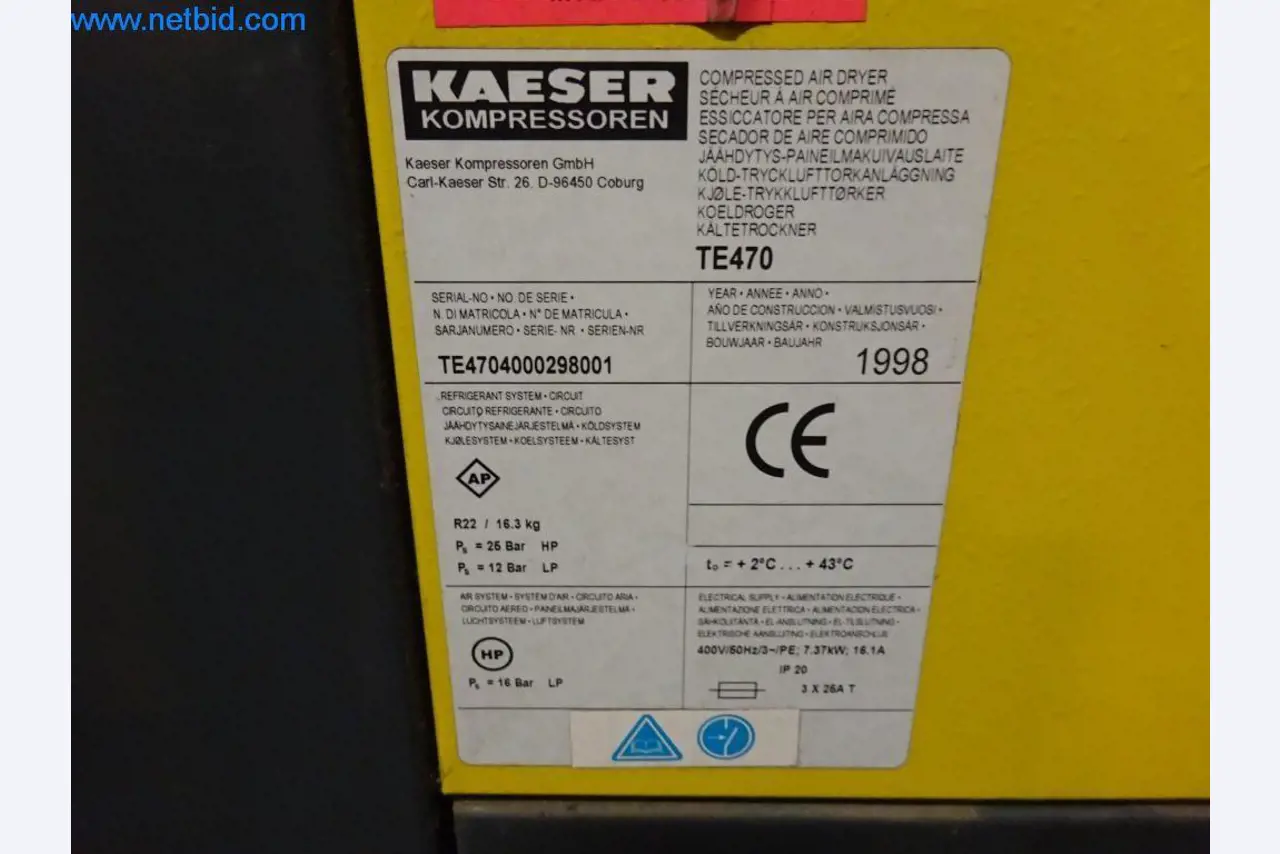 www.netbid.com
KAESER
KOMPRESSOREN
Kaeser Kompressoren GmbH
Carl-Kaeser Str. 26. D-96450 Coburg
COMPRESSED AIR DRYER
SÉCHEUR À AIR COMPRIMÉ
ESSICCATORE PER ARIA COMPRESSA
SECADOR DE AIRE COMPRIMIDO
JÄÄHDYTYS-PAINEILMAKUIVAUSLAITE
KÖLD-TRYCKLUFTTORKANLÄGGNING
KJØLE-TRYKKLUFTTØRKER
KOELDROGER
KÄLTETROCKNER
TE470
SERIAL-NO • NO. DE SERIE •
N. DI MATRICOLA • N° DE MATRICULA •
SARJANUMERO • SERIE- NR • SERIEN-NR
TE4704000298001
YEAR • ANNEE • ANNO •
AÑO DE CONSTRUCCION • VALMISTUSVUOSI •
TILLVERKNINGSÅR • KONSTRUKSJONSÅR •
BOUWJAAR • BAUJAHR
1998
REFRIGERANT SYSTEM • CIRCUIT
CIRCUITO REFRIGERANTE • CIRCUITO
JÄÄHDYTYSAINEJÄRJESTELMÄ • KÖLDSYSTEM
KJØLESYSTEM • KOELSYSTEEM • KÄLTESYST
AP
R22 / 16.3 kg
Ps = 25 Bar HP
Ps = 12 Bar LP
CE
to = + 2°C . . . + 43°C
AIR SYSTEM • SYSTEM D'AIR • CIRCUITO ARIA •
CIRCUITO AEREO • PANEILMAJÄRJESTELMÄ •
LUCHTSYSTEEM • LUFTSYSTEM
HP
Ps = 16 Bar LP
ELECTRICAL SUPPLY • ALIMENTATION ELECTRIQUE •
ALIMENTAZIONE ELETTRICA • ALIMENTACION ELECTRICA •
SÄHKÖLIITÄNTÄ • EL-ANSLUTNING • EL-TILSLUTNING •
ELEKTRISCHE AANSLUITING • ELEKTROANSCHLUS
400V/50Hz/3~/PE; 7.37kW; 16.1A
IP 20
3 X 25A T